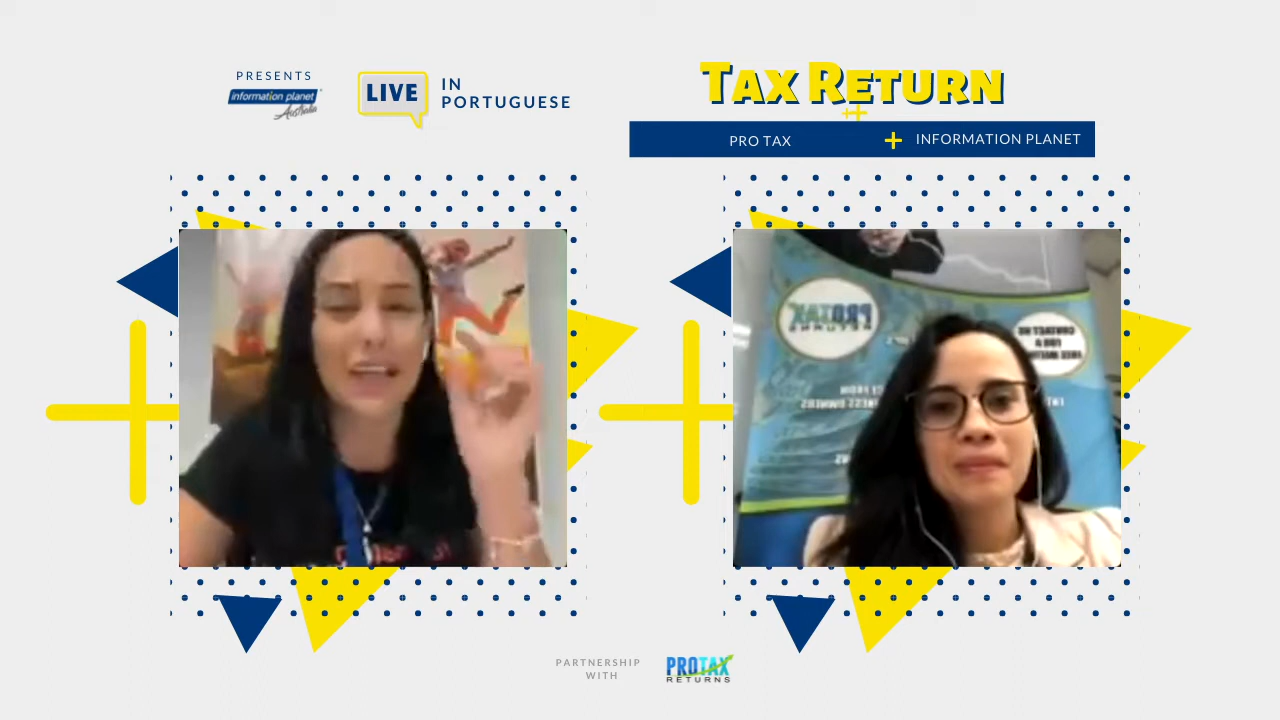 PRESENTS
information planet
Australia
LIVE
IN
PORTUGUESE
TAX RETURN
PRO TAX + INFORMATION PLANET
PROTAX
RETURNS
CONTACT US
FOR A
PARTNERSHIP
WITH
PROTAX
RETURNS